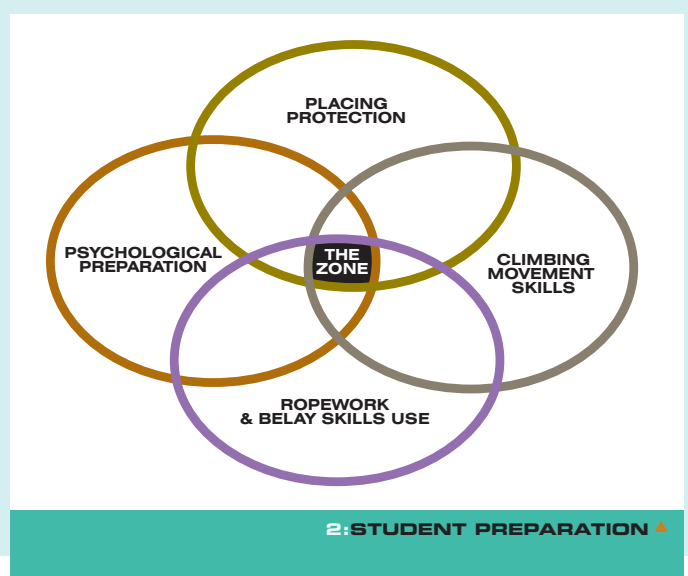 PLACING
PROTECTION
PSYCHOLOGICAL
PREPARATION
THE
ZONE
CLIMBING
MOVEMENT
SKILLS
ROPEWORK
& BELAY SKILLS USE
2:STUDENT PREPARATION